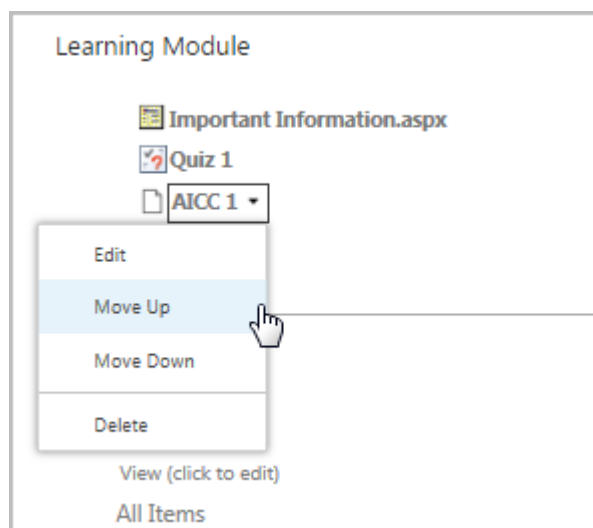 Learning Module
Important Information.aspx
Quiz 1
AICC 1
Edit
Move Up
Move Down
Delete
View (click to edit)
All Items